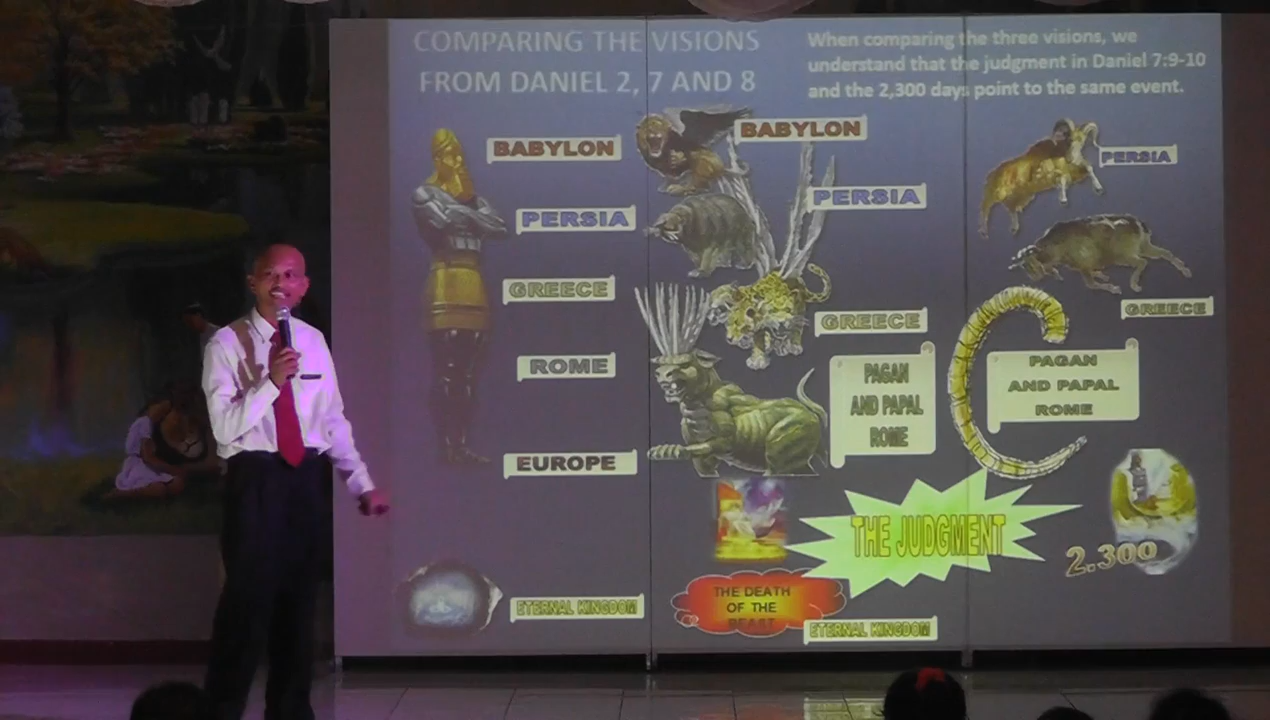 COMPARING THE VISIONS
FROM DANIEL 2, 7 AND 8
When comparing the three visions, we
understand that the judgment in Daniel 7:9-10
and the 2,300 days point to the same event.
BABYLON
PERSIA
GREECE
ROME
EUROPE
ETERNAL KINGDOM
BABYLON
PERSIA
GREECE
PAGAN
AND PAPAL
ROME
THE DEATH
OF THE
BEAST
ETERNAL KINGDOM
THE JUDGMENT
PERSIA
GREECE
PAGAN
AND PAPAL
ROME
2.300